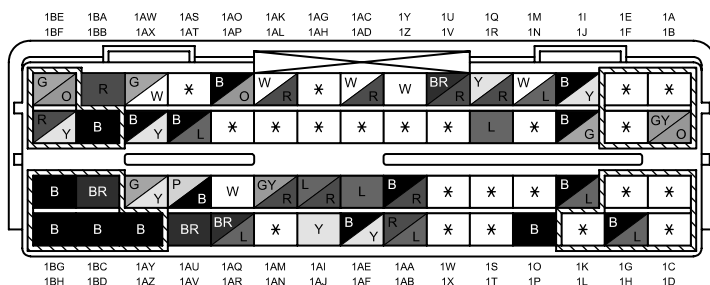 1BE 1BA 1AW 1AS 1AO 1AK 1AG 1AC 1Y 1U 1Q 1M 1I 1E 1A
1BF 1BB 1AX 1AT 1AP 1AL 1AH 1AD 1Z 1V 1R 1N 1J 1F 1B
G O R G W * B O W R * W R W BR R Y R W L B Y * *
R Y B B Y B L * * * * * * L * B G * GY O
B BR G Y P B W GY R L R L B R * * * B L * *
B B B BR BR L * Y B Y R L * * B * B L *
1BG 1BC 1AY 1AU 1AQ 1AM 1AI 1AE 1AA 1W 1S 1O 1K 1G 1C
1BH 1BD 1AZ 1AV 1AR 1AN 1AJ 1AF 1AB 1X 1T 1P 1L 1H 1D